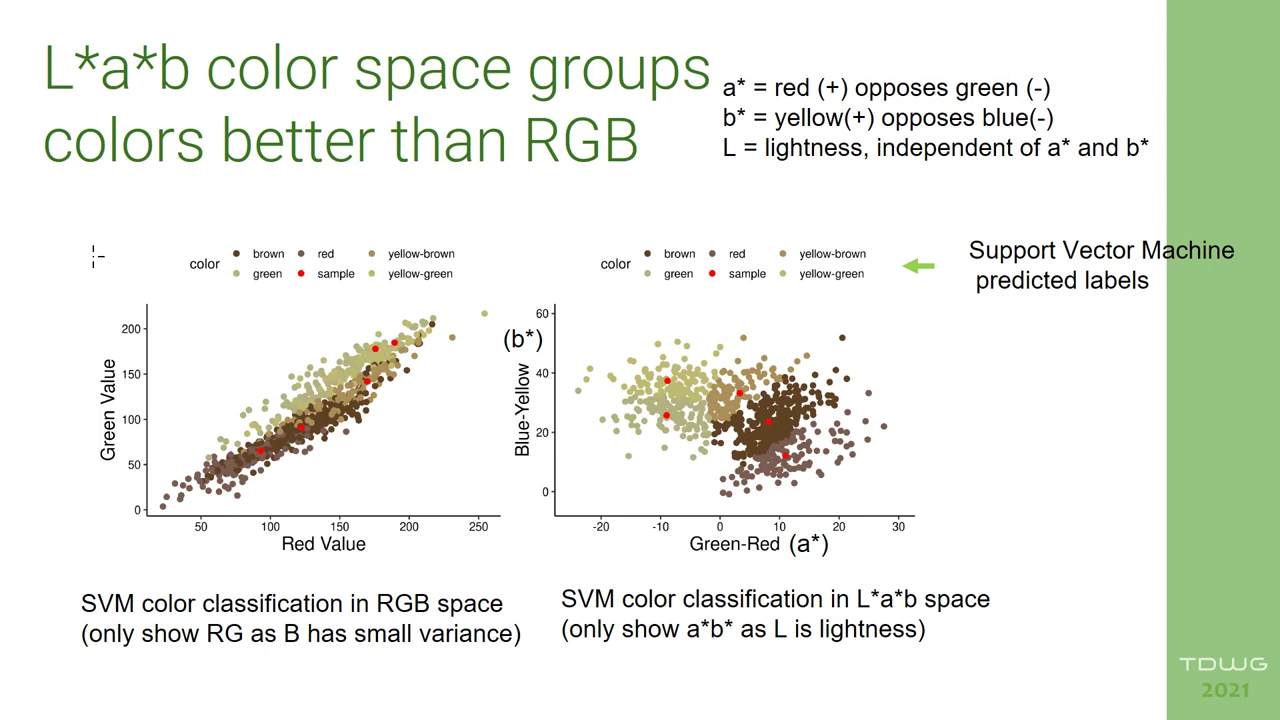 L*a*b color space groups
colors better than RGB
a* = red (+) opposes green (-)
b* = yellow(+) opposes blue(-)
L = lightness, independent of a* and b*
color
brown
red
yellow-brown
green
sample
yellow-green
color
brown
red
yellow-brown
green
sample
yellow-green
Support Vector Machine
predicted labels
Green Value
200
150
100
50
0
50
100
150
200
250
Red Value
(b*)
Blue-Yellow
60
40
20
0
-20
-10
0
10
20
30
Green-Red (a*)
SVM color classification in RGB space
(only show RG as B has small variance)
SVM color classification in L*a*b space
(only show a*b* as L is lightness)
TDWG
2021